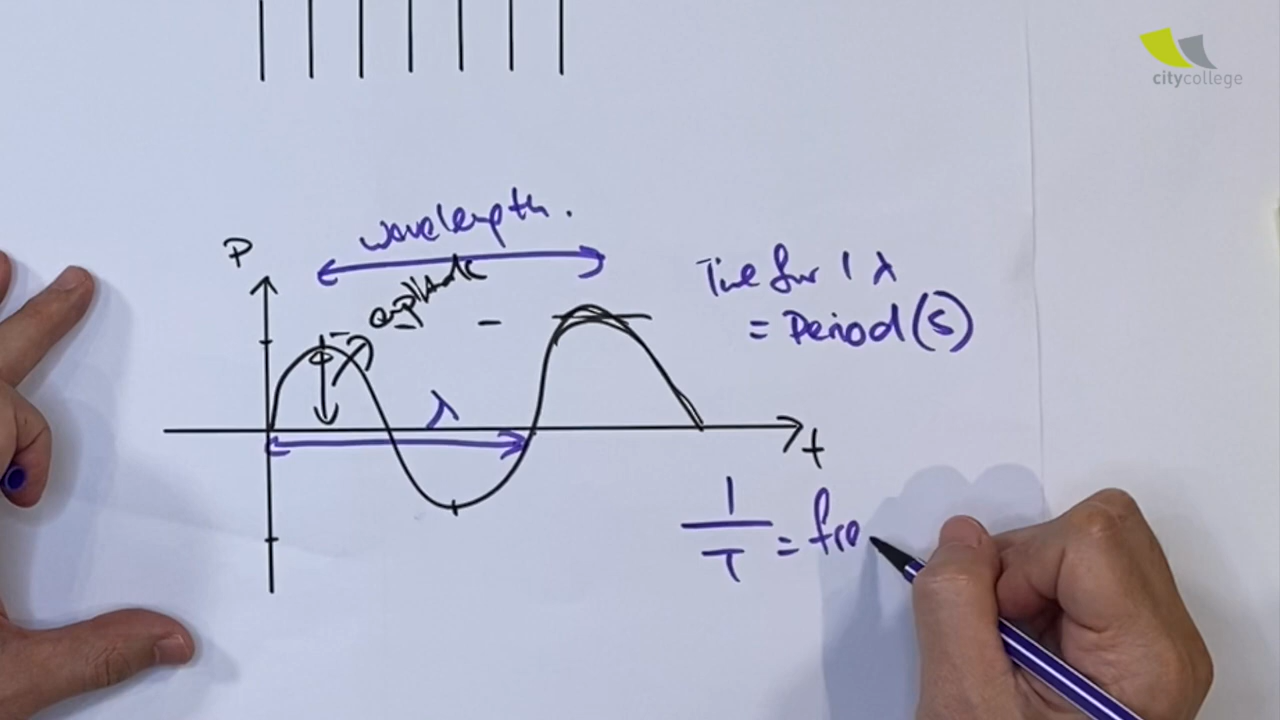 citycollege
wavelength.
P
amplitude
Time for 1 λ
= Period (s)
λ
t
1
T
= fre